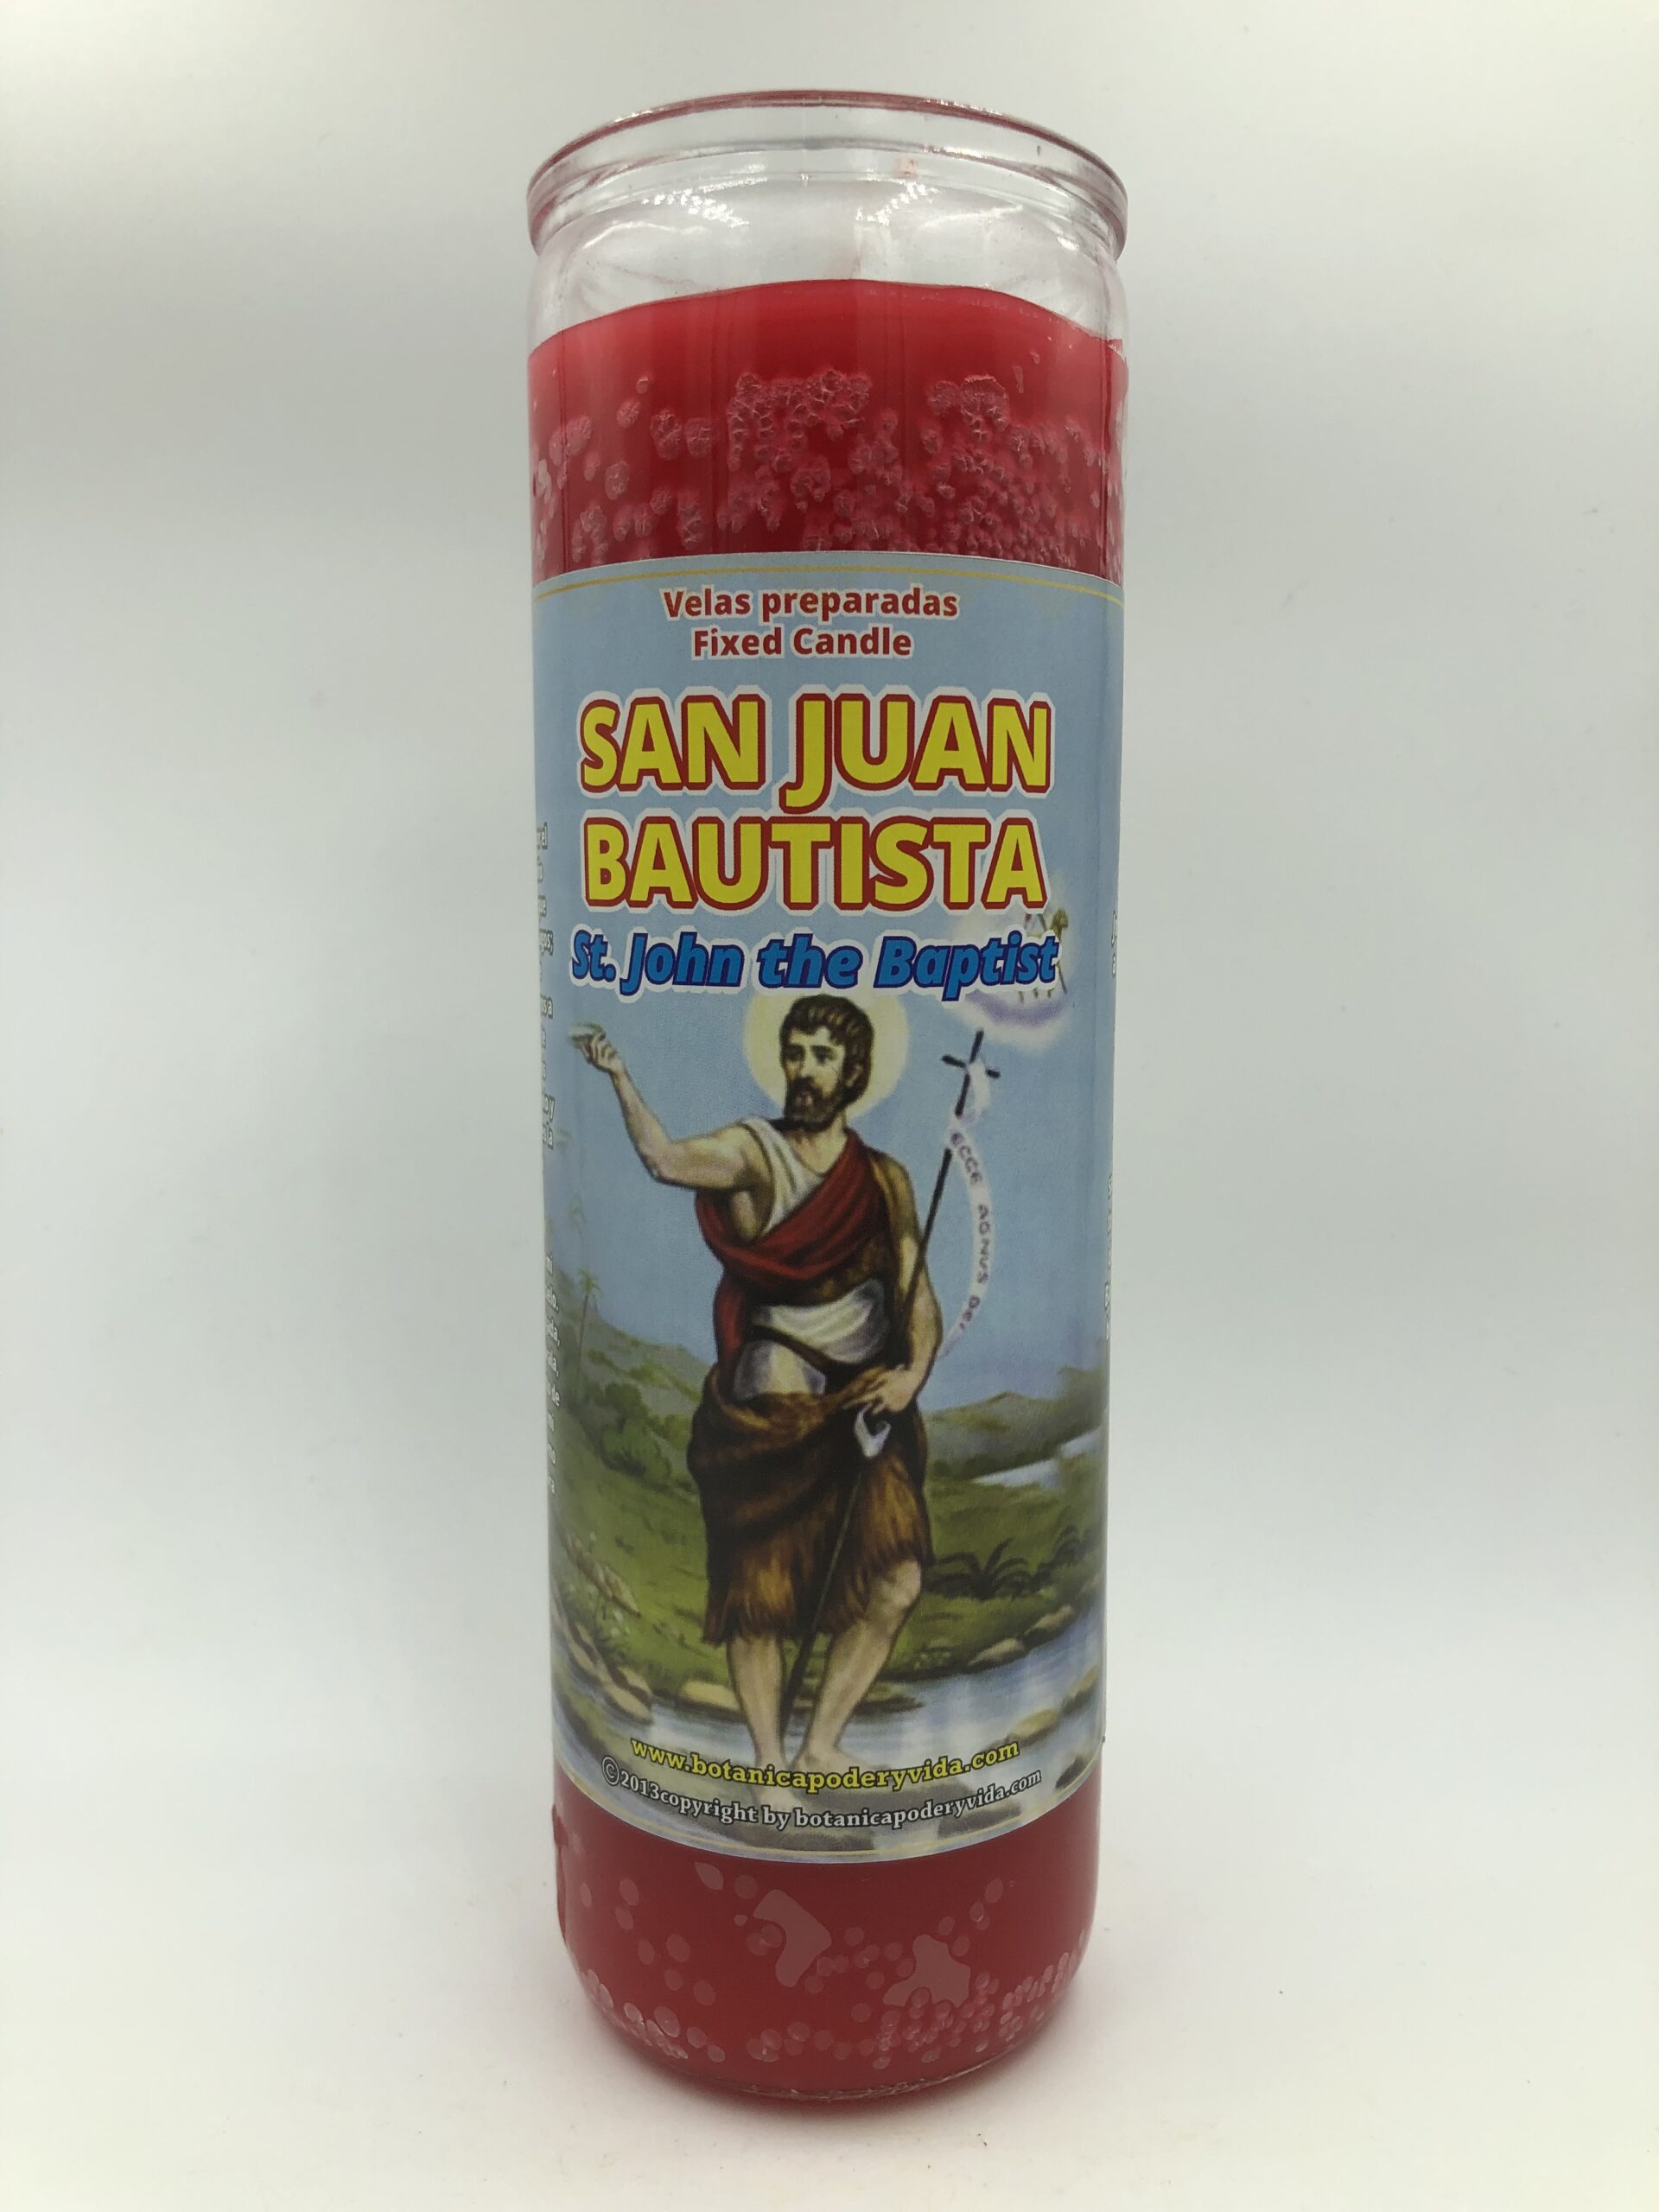 Velas preparadas
Fixed Candle
SAN JUAN
BAUTISTA
St. John the Baptist
ECCE AGNUS DEI
www.botanicapoderyvida.com
©2013copyright by botanicapoderyvida.com